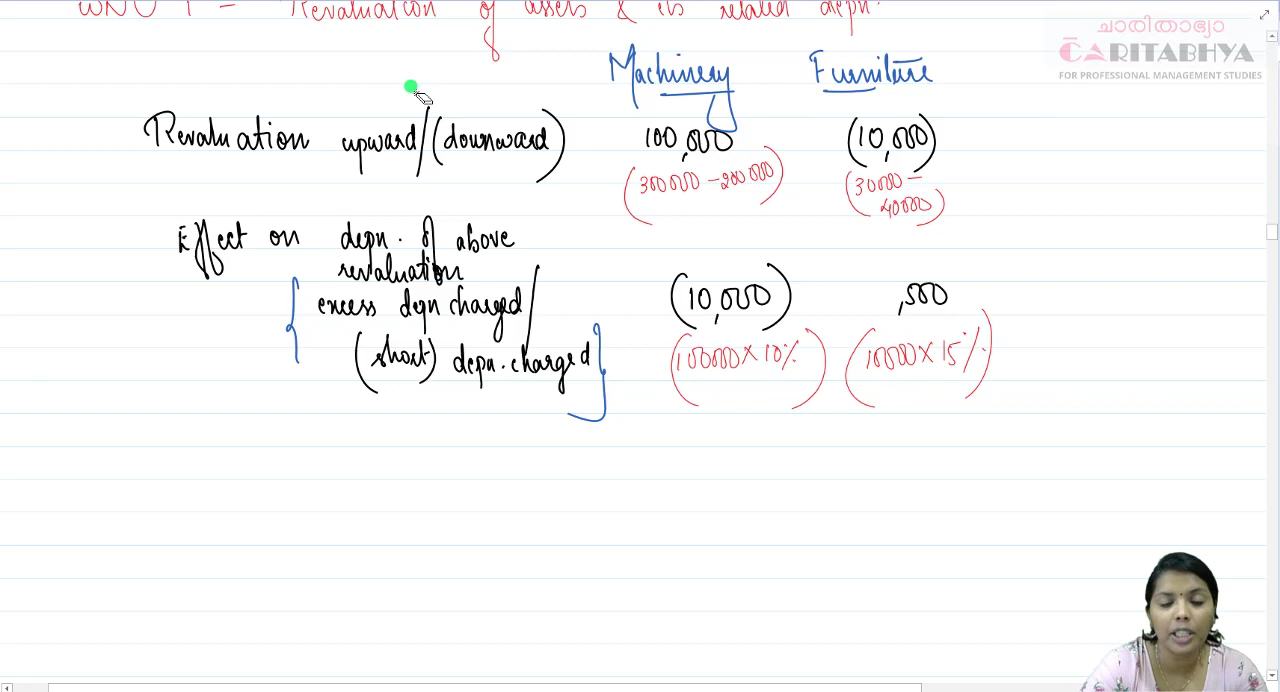 WNO 1 - Revaluation of assets & its related depn.
ചാരിതാഭ്യാ
CARITABHYA
FOR PROFESSIONAL MANAGEMENT STUDIES
Machinery Furniture
Revaluation upward/(downward) 100,000 (10,000)
(300000 - 200000) (30000 -
40000)
Effect on depn. of above
revaluation
excess depn charged/ (10,000) ,500
(short) depn. charged (100000 X 10% ) (10000 X 15% )